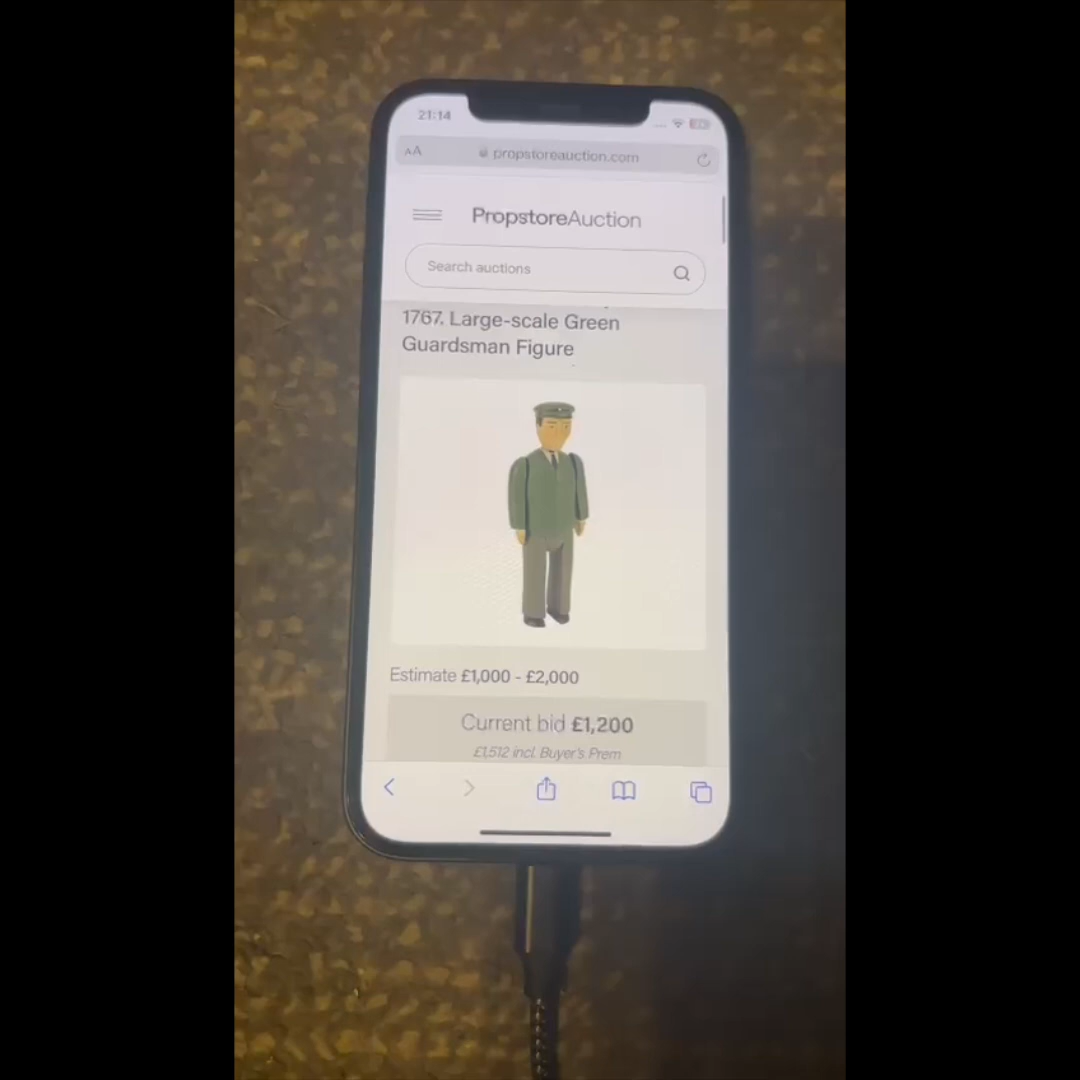 21:14
AA propstoreauction.com
PropstoreAuction
Search auctions
1767. Large-scale Green
Guardsman Figure
Estimate £1,000 - £2,000
Current bid £1,200
£1,512 incl. Buyer's Prem